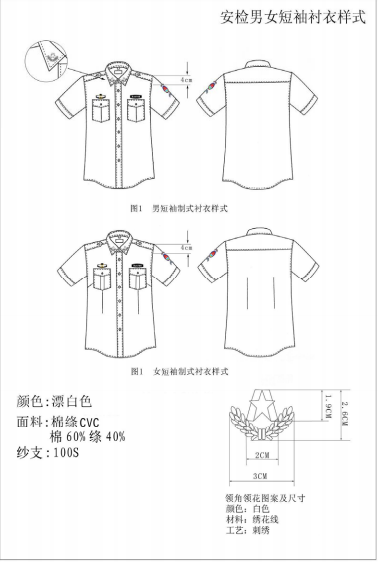 安检男女短袖衬衣样式
6CM
图1 男短袖制式衬衣样式
6CM
图1 女短袖制式衬衣样式
颜色:漂白色
面料:棉涤CVC
棉60%涤40%
纱支:100S
1.9CM
2.6CM
2CM
3CM
领角领花图案及尺寸
颜色：白色
材料：绣花线
工艺：刺绣